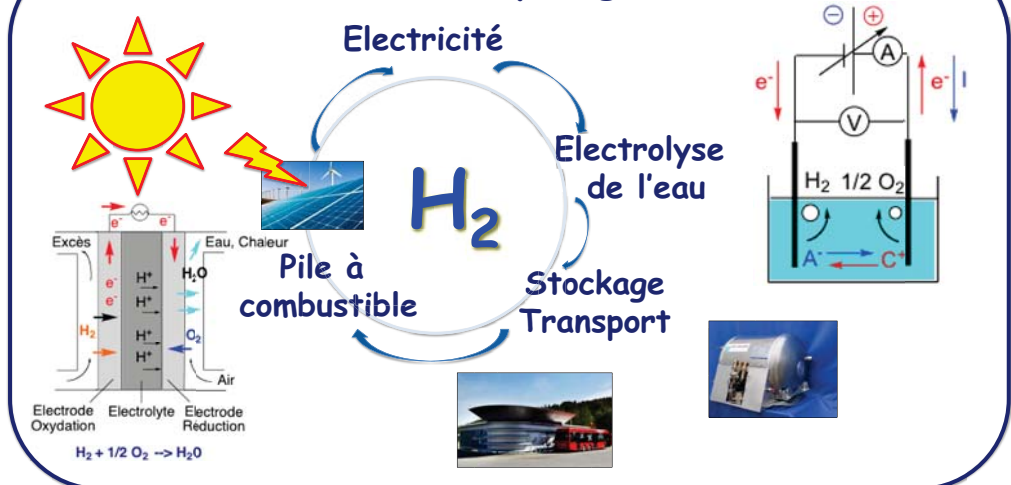 Electricité
Electrolyse
de l'eau
Stockage
Transport
Pile à
combustible
H₂
⊖ ⊕
A
e⁻
e⁻ I
V
H₂ 1/2 O₂
A⁻ C⁺
e⁻ e⁻
Excès
Eau, Chaleur
H₂O
e⁻
e⁻
H⁺
H⁺
H⁺
H⁺
H₂
O₂
Air
Electrode
Oxydation
Electrolyte
Electrode
Réduction
H₂ + 1/2 O₂ --> H₂O